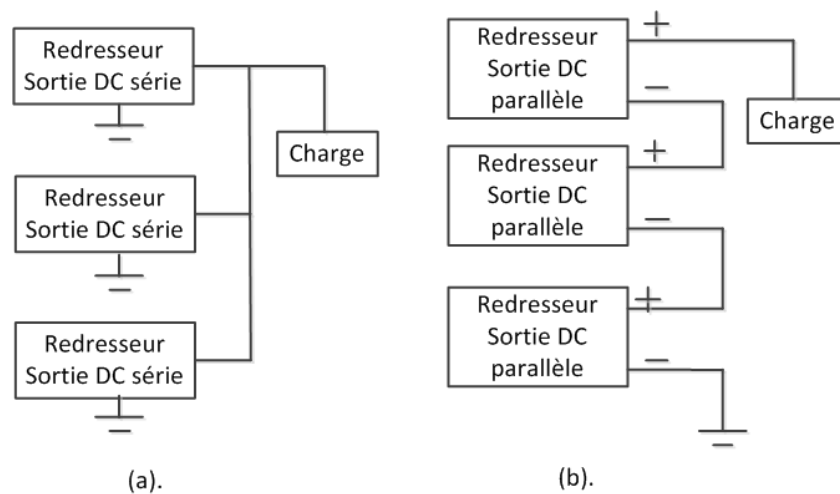 Redresseur
Sortie DC série
Charge
Redresseur
Sortie DC série
Redresseur
Sortie DC série
(a).
Redresseur
Sortie DC
parallèle
+
−
Charge
Redresseur
Sortie DC
parallèle
+
−
Redresseur
Sortie DC
parallèle
+
−
(b).